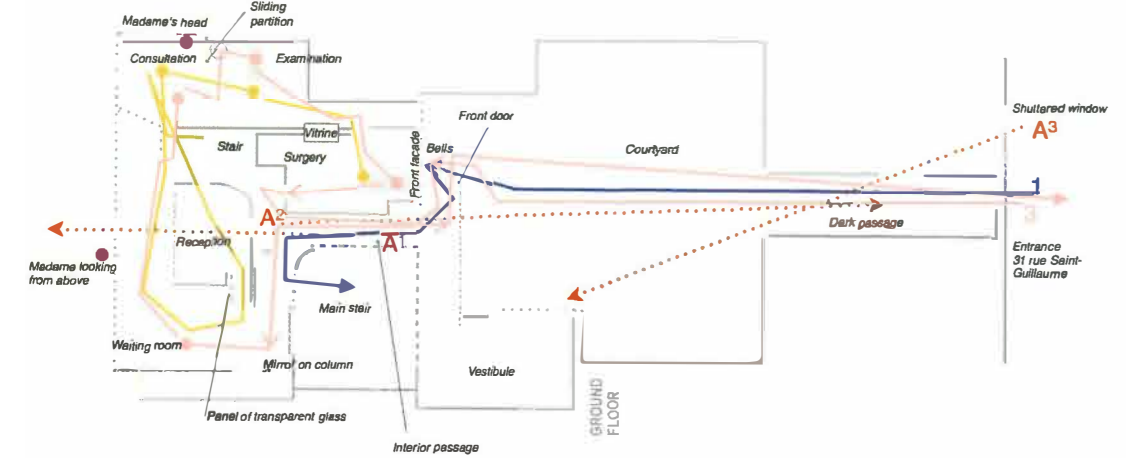 Sliding
partition
Madame's head
Consultation
Examination
Shuttered window
A3
Front door
Vitrine
Stair
Surgery
Front facade
Bells
Courtyard
1
A2
3
Dark passage
Reception
A1
Entrance
31 rue Saint-
Guillaume
Madame looking
from above
Main stair
Waiting room
Mirror on column
Vestibule
Panel of transparent glass
GROUND
FLOOR
Interior passage